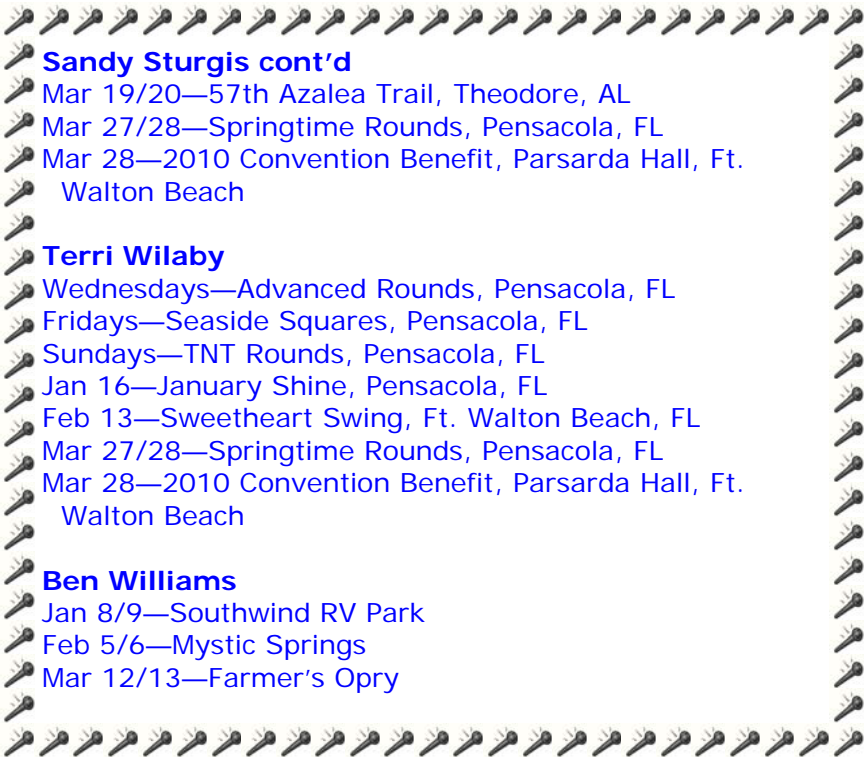 Sandy Sturgis cont’d
Mar 19/20—57th Azalea Trail, Theodore, AL
Mar 27/28—Springtime Rounds, Pensacola, FL
Mar 28—2010 Convention Benefit, Parsarda Hall, Ft.
Walton Beach
Terri Wilaby
Wednesdays—Advanced Rounds, Pensacola, FL
Fridays—Seaside Squares, Pensacola, FL
Sundays—TNT Rounds, Pensacola, FL
Jan 16—January Shine, Pensacola, FL
Feb 13—Sweetheart Swing, Ft. Walton Beach, FL
Mar 27/28—Springtime Rounds, Pensacola, FL
Mar 28—2010 Convention Benefit, Parsarda Hall, Ft.
Walton Beach
Ben Williams
Jan 8/9—Southwind RV Park
Feb 5/6—Mystic Springs
Mar 12/13—Farmer’s Opry